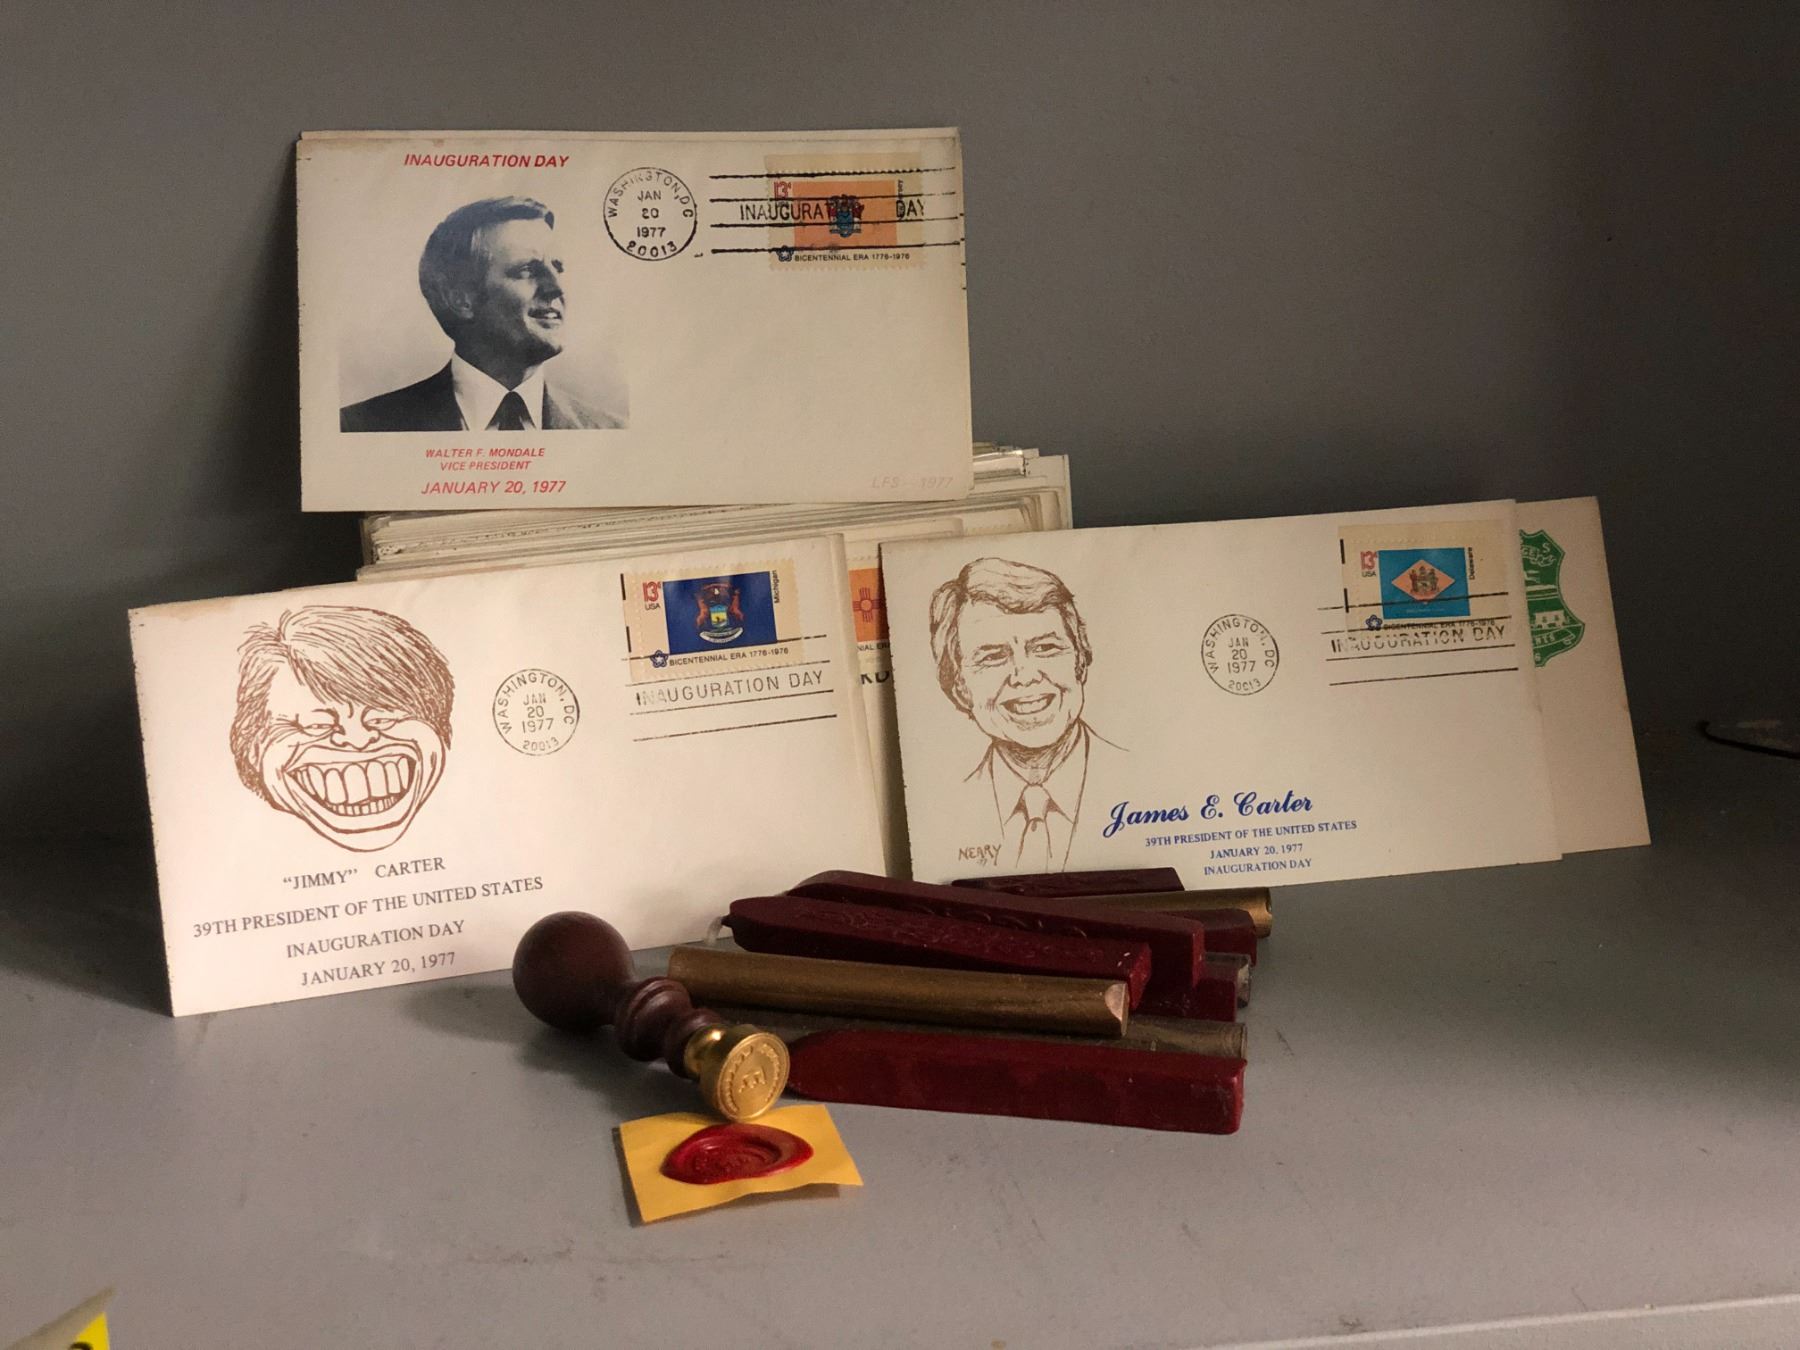 INAUGURATION DAY
WASHINGTON, DC
JAN
20
1977
20013
13¢
INAUGURATION DAY
BICENTENNIAL ERA 1776-1976
WALTER F. MONDALE
VICE PRESIDENT
JANUARY 20, 1977
LFS--1977
13¢
USA
Michigan
BICENTENNIAL ERA 1776-1976
WASHINGTON, DC
JAN
20
1977
20013
INAUGURATION DAY
"JIMMY" CARTER
39TH PRESIDENT OF THE UNITED STATES
INAUGURATION DAY
JANUARY 20, 1977
13¢
USA
Delaware
BICENTENNIAL ERA 1776-1976
WASHINGTON, DC
JAN
20
1977
20013
INAUGURATION DAY
NEARY
James E. Carter
39TH PRESIDENT OF THE UNITED STATES
JANUARY 20, 1977
INAUGURATION DAY